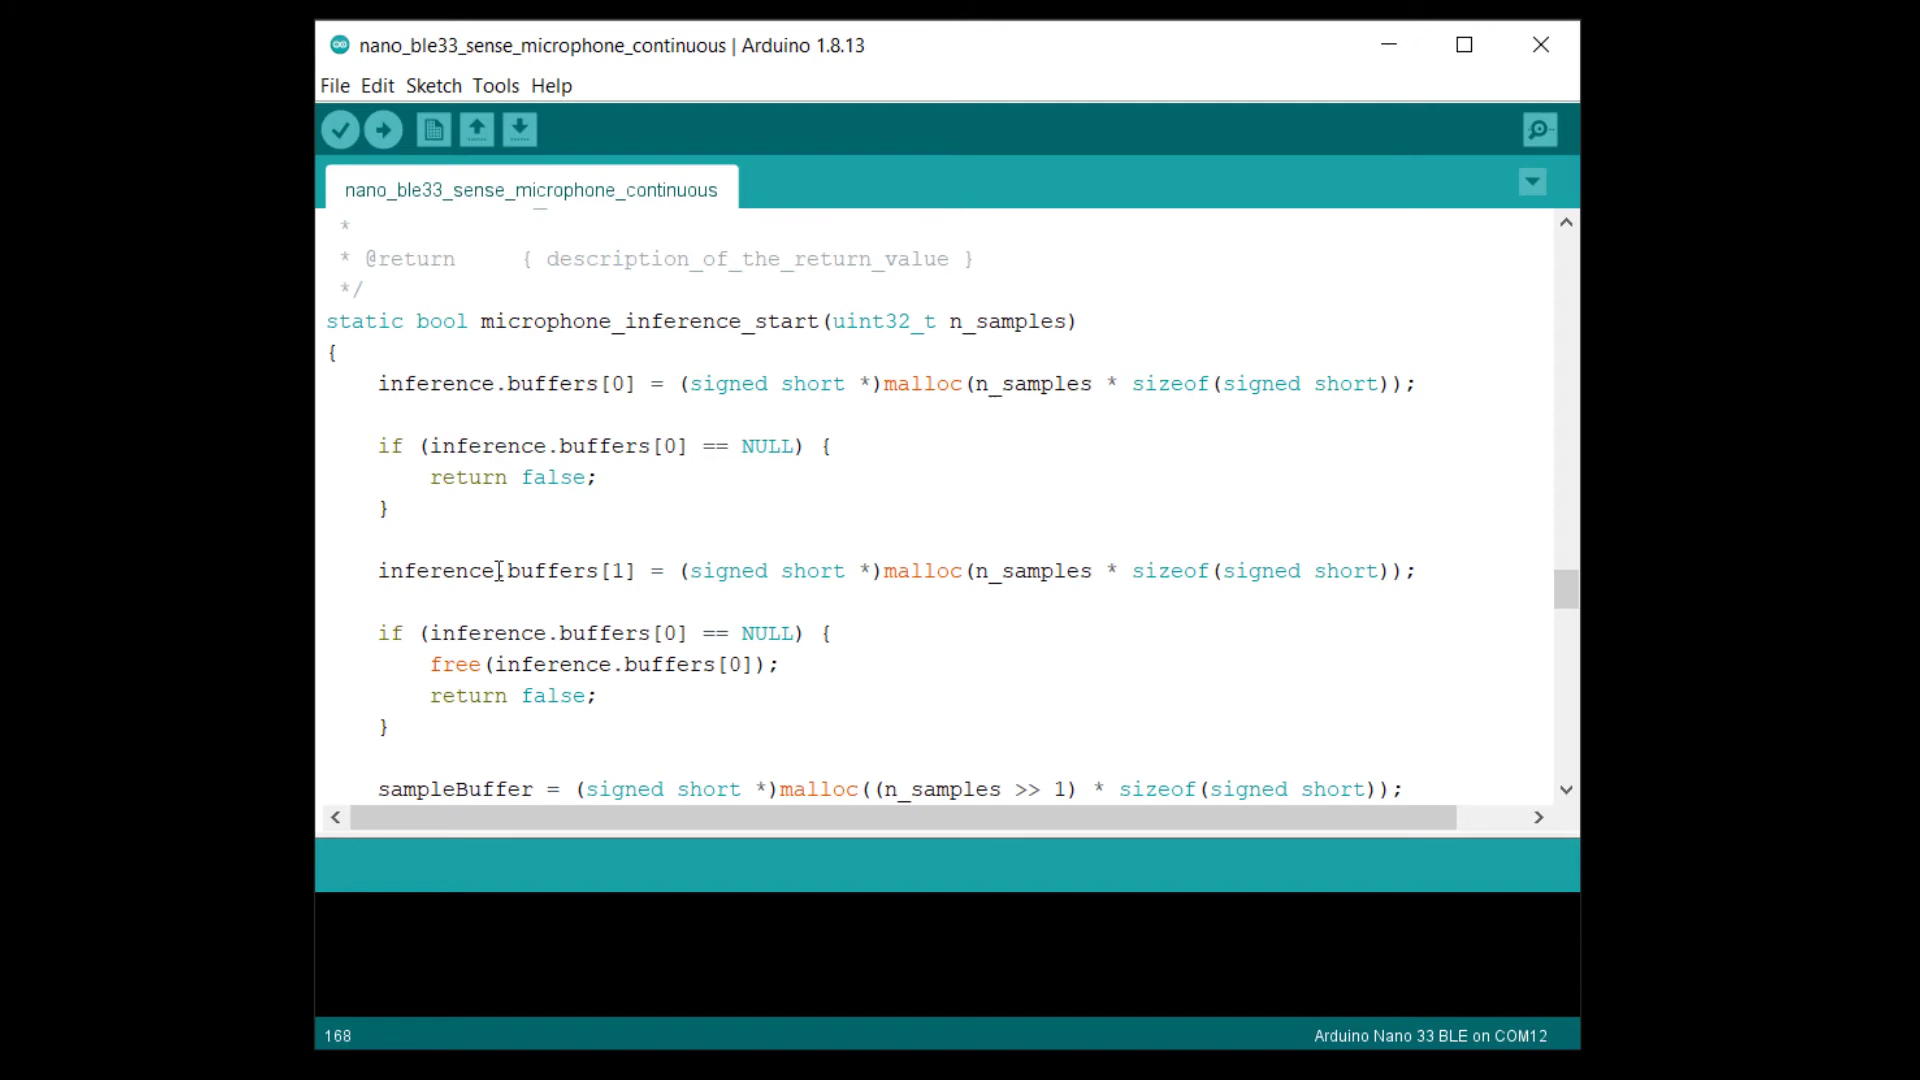 nano_ble33_sense_microphone_continuous | Arduino 1.8.13
File Edit Sketch Tools Help
nano_ble33_sense_microphone_continuous
*
* @return { description_of_the_return_value }
*/
static bool microphone_inference_start(uint32_t n_samples)
{
inference.buffers[0] = (signed short *)malloc(n_samples * sizeof(signed short));
if (inference.buffers[0] == NULL) {
return false;
}
inference.buffers[1] = (signed short *)malloc(n_samples * sizeof(signed short));
if (inference.buffers[0] == NULL) {
free(inference.buffers[0]);
return false;
}
sampleBuffer = (signed short *)malloc((n_samples >> 1) * sizeof(signed short));
168
Arduino Nano 33 BLE on COM12